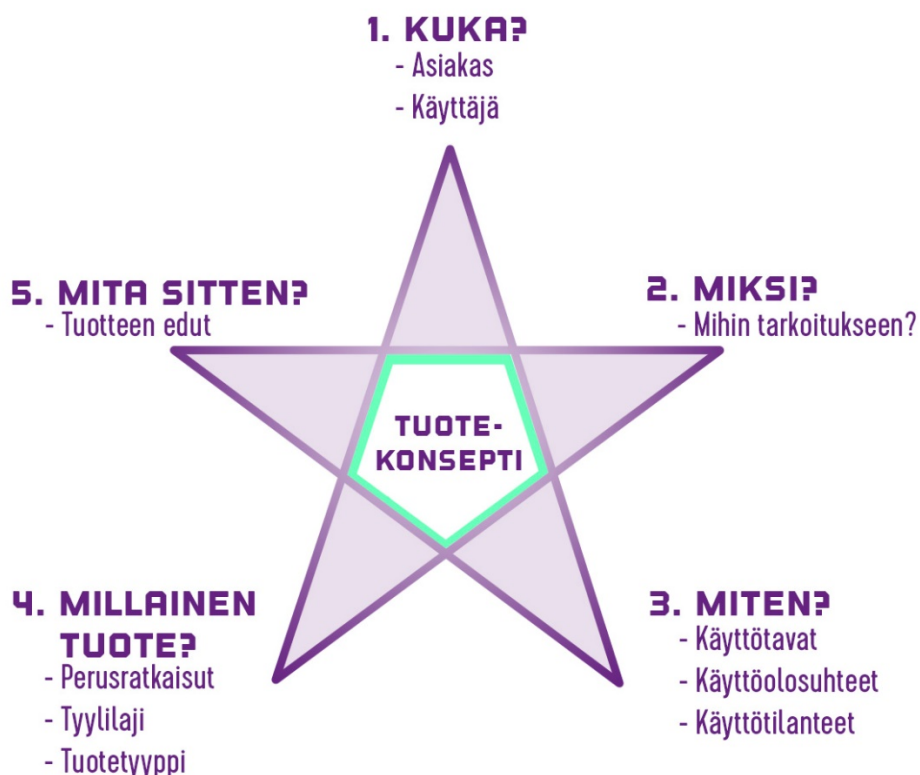 1. KUKA?
- Asiakas
- Käyttäjä
5. MITA SITTEN?
- Tuotteen edut
2. MIKSI?
- Mihin tarkoitukseen?
TUOTE-
KONSEPTI
4. MILLAINEN
TUOTE?
- Perusratkaisut
- Tyylilaji
- Tuotetyyppi
3. MITEN?
- Käyttötavat
- Käyttöolosuhteet
- Käyttötilanteet